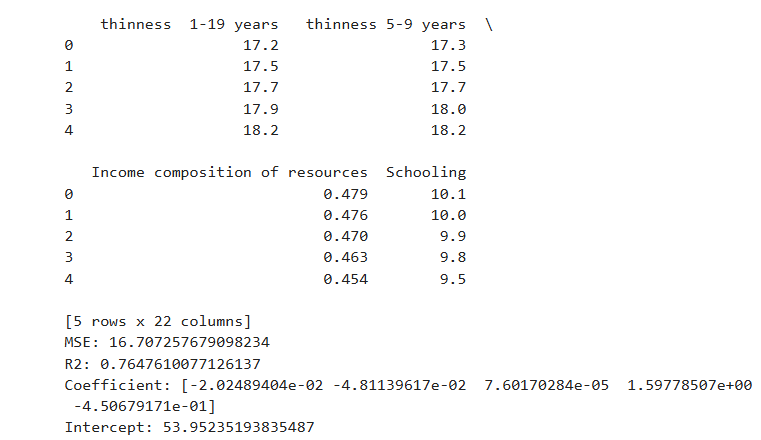 thinness  1-19 years   thinness 5-9 years  \
0                   17.2                 17.3
1                   17.5                 17.5
2                   17.7                 17.7
3                   17.9                 18.0
4                   18.2                 18.2
Income composition of resources  Schooling
0                            0.479       10.1
1                            0.476       10.0
2                            0.470        9.9
3                            0.463        9.8
4                            0.454        9.5
[5 rows x 22 columns]
MSE: 16.707257679098234
R2: 0.7647610077126137
Coefficient: [-2.02489404e-02 -4.81139617e-02  7.60170284e-05  1.59778507e+00
 -4.50679171e-01]
Intercept: 53.95235193835487